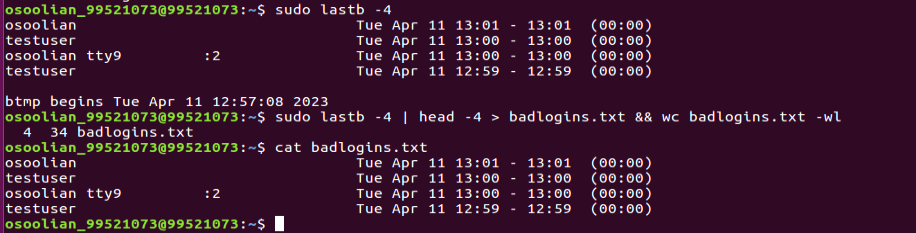 osoolian_99521073@99521073:~$ sudo lastb -4
osoolian                            Tue Apr 11 13:01 - 13:01  (00:00)
testuser                            Tue Apr 11 13:00 - 13:00  (00:00)
osoolian tty9         :2            Tue Apr 11 13:00 - 13:00  (00:00)
testuser                            Tue Apr 11 12:59 - 12:59  (00:00)

btmp begins Tue Apr 11 12:57:08 2023
osoolian_99521073@99521073:~$ sudo lastb -4 | head -4 > badlogins.txt && wc badlogins.txt -wl
  4  34 badlogins.txt
osoolian_99521073@99521073:~$ cat badlogins.txt
osoolian                            Tue Apr 11 13:01 - 13:01  (00:00)
testuser                            Tue Apr 11 13:00 - 13:00  (00:00)
osoolian tty9         :2            Tue Apr 11 13:00 - 13:00  (00:00)
testuser                            Tue Apr 11 12:59 - 12:59  (00:00)
osoolian_99521073@99521073:~$